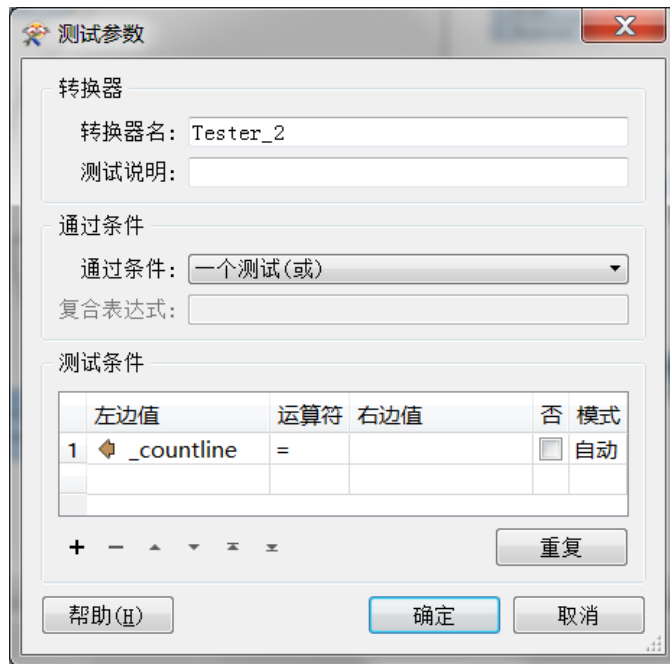 测试参数
转换器
转换器名: Tester_2
测试说明:
通过条件
通过条件: 一个测试(或)
复合表达式:
测试条件
左边值 运算符 右边值 否 模式
1 _countline = 自动
重复
帮助(H) 确定 取消